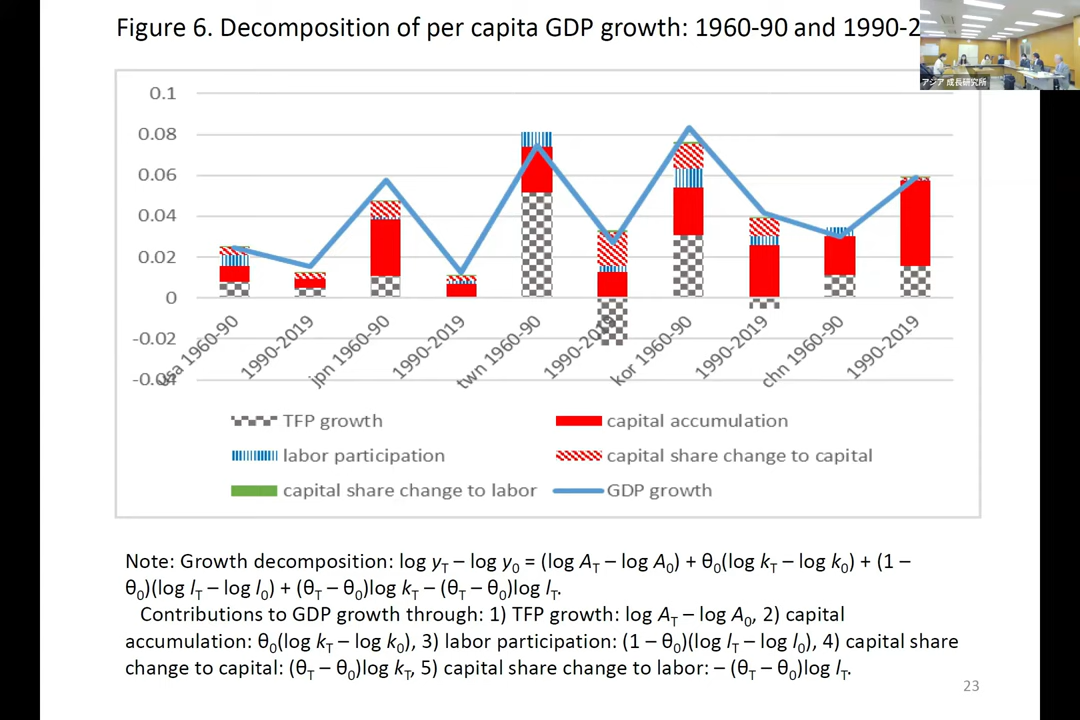 Figure 6. Decomposition of per capita GDP growth: 1960-90 and 1990-2
アジア 成長研究所
0.1
0.08
0.06
0.04
0.02
0
-0.02
-0.04
usa 1960-90
1990-2019
jpn 1960-90
1990-2019
twn 1960-90
1990-2019
kor 1960-90
1990-2019
chn 1960-90
1990-2019
TFP growth
capital accumulation
labor participation
capital share change to capital
capital share change to labor
GDP growth
Note: Growth decomposition: log yT – log y0 = (log AT – log A0) + θ0(log kT – log k0) + (1 –
θ0)(log lT – log l0) + (θT – θ0)log kT – (θT – θ0)log lT.
Contributions to GDP growth through: 1) TFP growth: log AT – log A0, 2) capital
accumulation: θ0(log kT – log k0), 3) labor participation: (1 – θ0)(log lT – log l0), 4) capital share
change to capital: (θT – θ0)log kT, 5) capital share change to labor: – (θT – θ0)log lT.
23